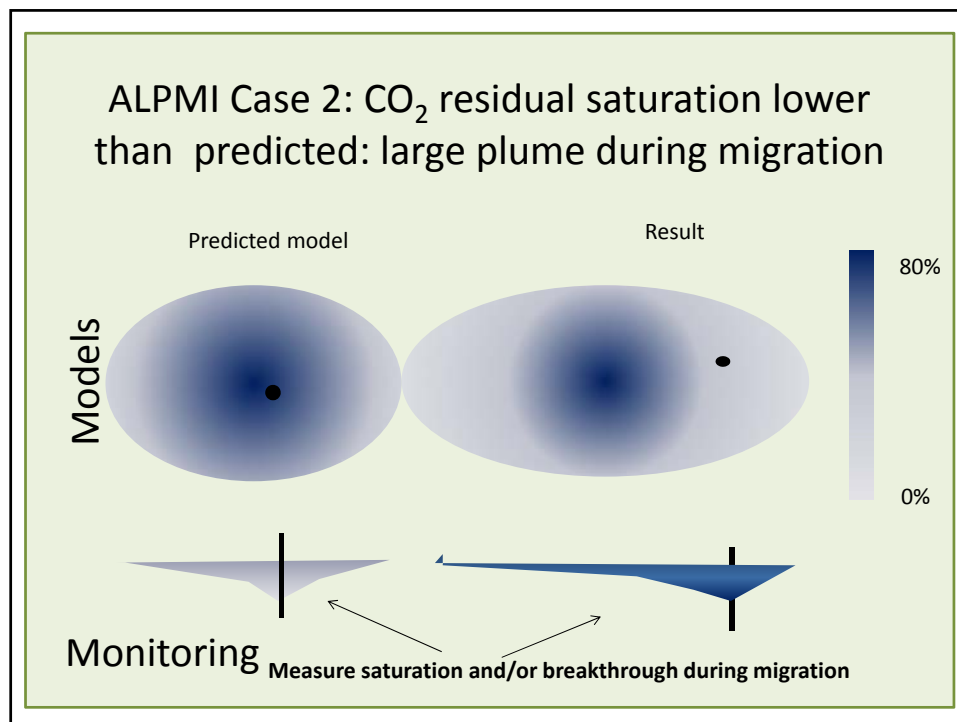 ALPMI Case 2: CO₂ residual saturation lower
than  predicted: large plume during migration
Predicted model
Result
80%
Models
0%
Monitoring
Measure saturation and/or breakthrough during migration